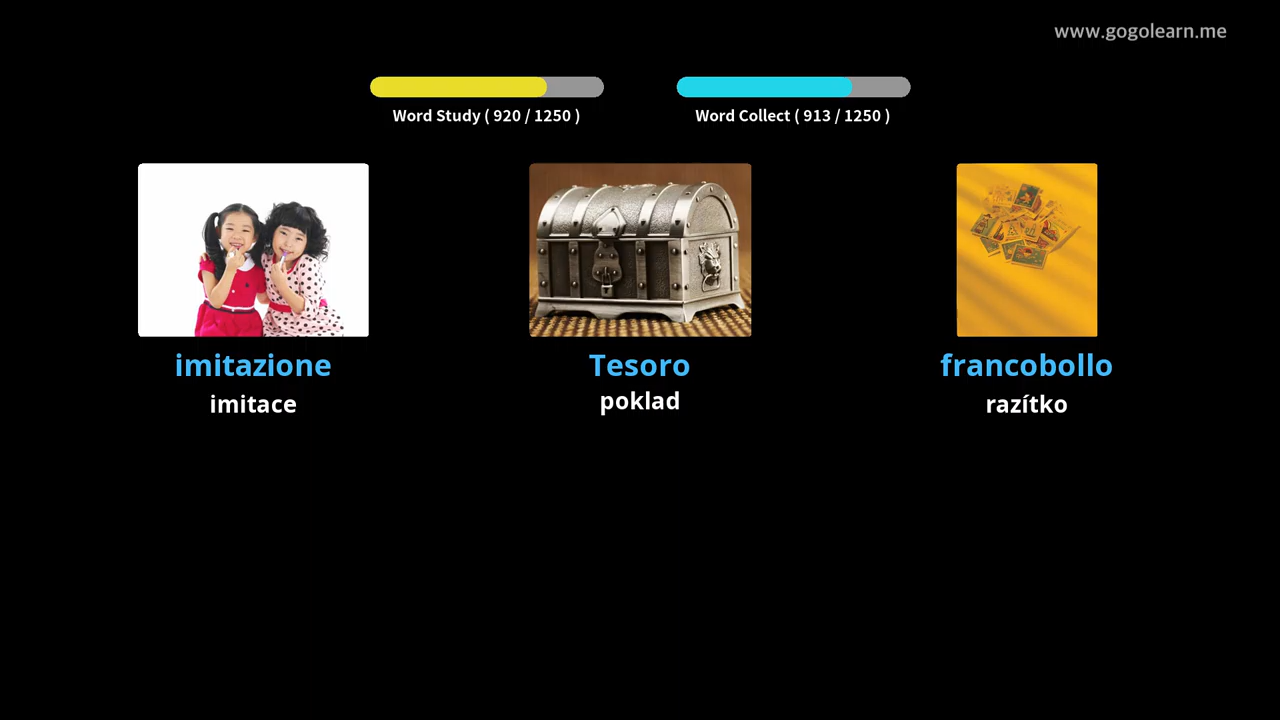 www.gogolearn.me
Word Study ( 920 / 1250 )
Word Collect ( 913 / 1250 )
imitazione
imitace
Tesoro
poklad
francobollo
razítko